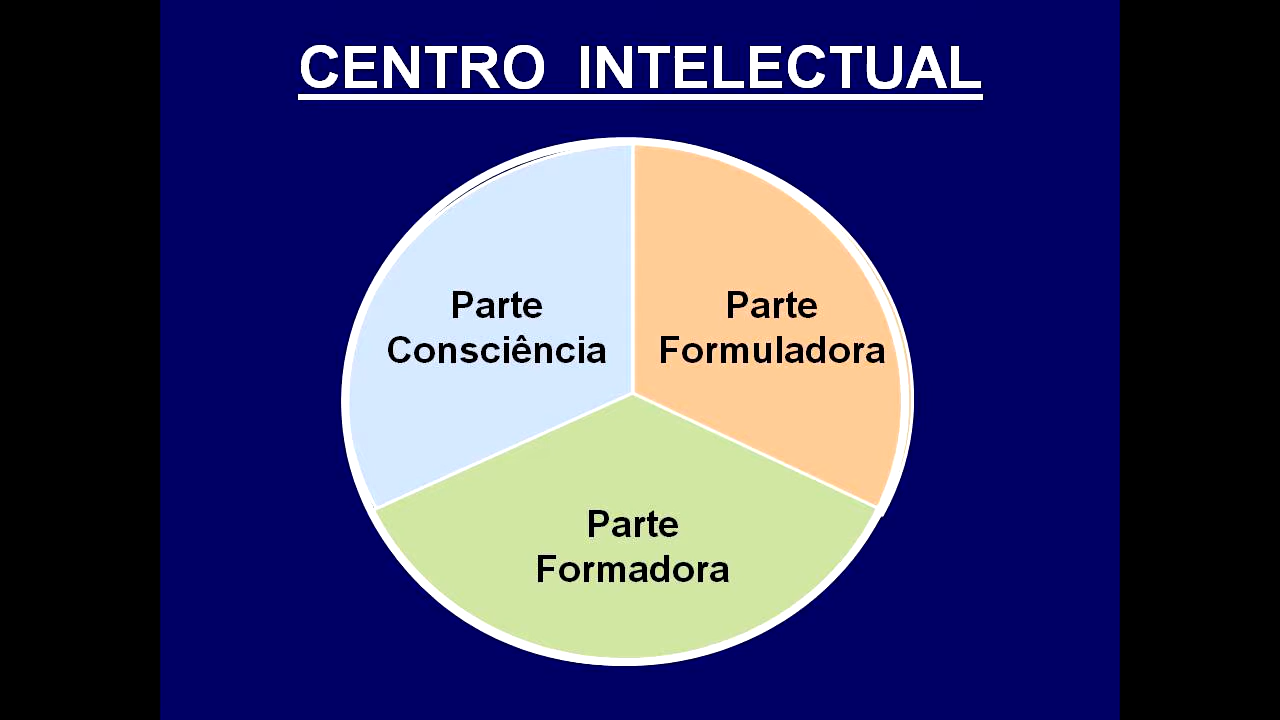 CENTRO INTELECTUAL
Parte
Consciência
Parte
Formuladora
Parte
Formadora